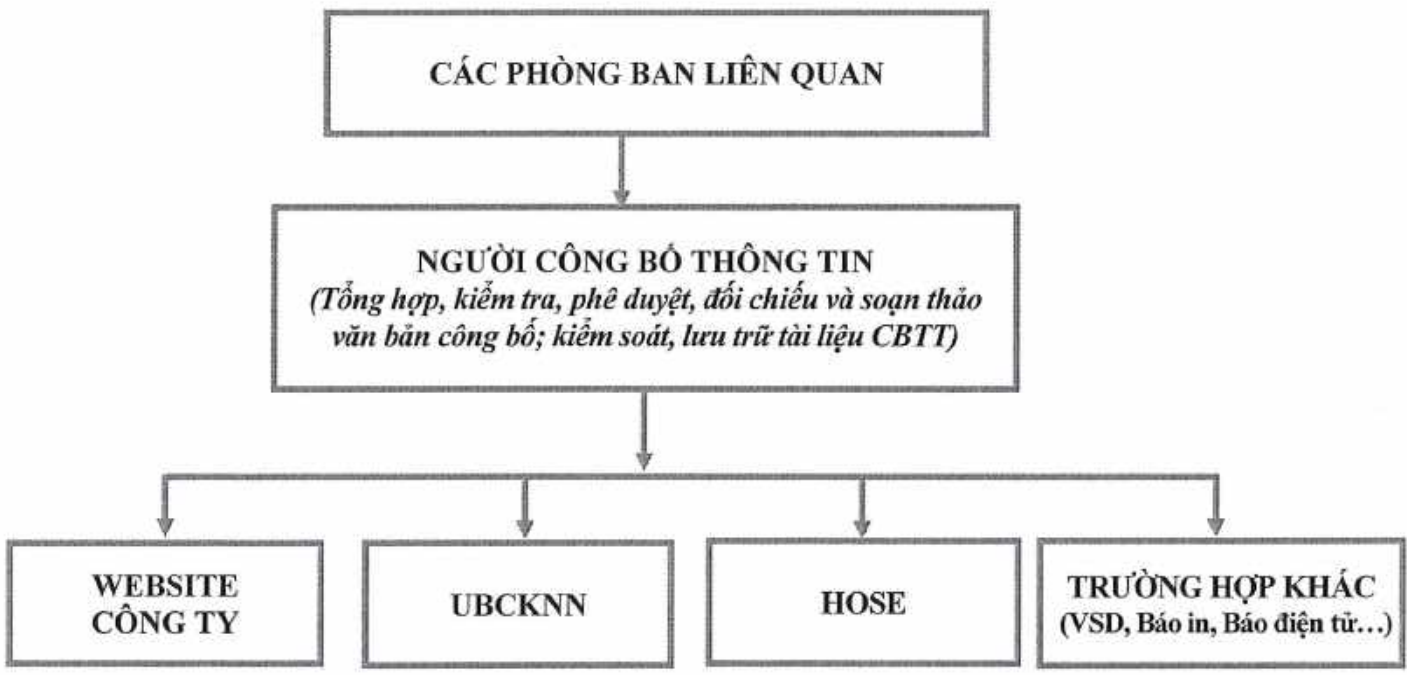 CÁC PHÒNG BAN LIÊN QUAN
NGƯỜI CÔNG BỐ THÔNG TIN
(Tổng hợp, kiểm tra, phê duyệt, đối chiếu và soạn thảo
văn bản công bố; kiểm soát, lưu trữ tài liệu CBTT)
WEBSITE
CÔNG TY
UBCKNN
HOSE
TRƯỜNG HỢP KHÁC
(VSD, Báo in, Báo điện tử...)